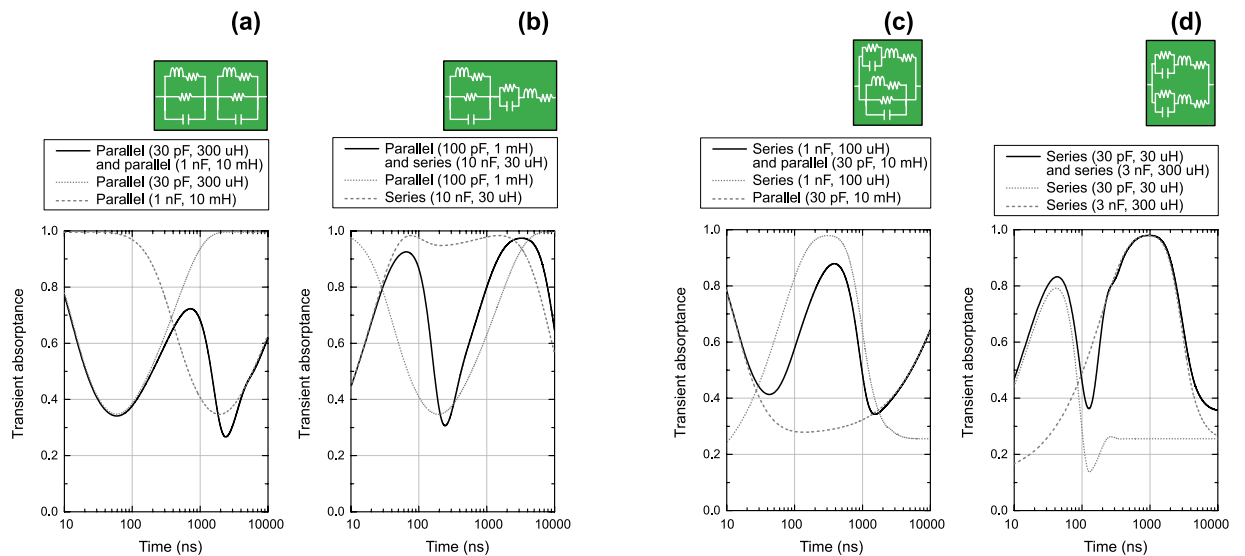 (a)
(b)
(c)
(d)
Parallel (30 pF, 300 uH)
and parallel (1 nF, 10 mH)
Parallel (30 pF, 300 uH)
Parallel (1 nF, 10 mH)
Parallel (100 pF, 1 mH)
and series (10 nF, 30 uH)
Parallel (100 pF, 1 mH)
Series (10 nF, 30 uH)
Series (1 nF, 100 uH)
and parallel (30 pF, 10 mH)
Series (1 nF, 100 uH)
Parallel (30 pF, 10 mH)
Series (30 pF, 30 uH)
and series (3 nF, 300 uH)
Series (30 pF, 30 uH)
Series (3 nF, 300 uH)
Transient absorptance
1.0
0.8
0.6
0.4
0.2
0.0
10 100 1000 10000
Time (ns)
Transient absorptance
1.0
0.8
0.6
0.4
0.2
0.0
10 100 1000 10000
Time (ns)
Transient absorptance
1.0
0.8
0.6
0.4
0.2
0.0
10 100 1000 10000
Time (ns)
Transient absorptance
1.0
0.8
0.6
0.4
0.2
0.0
10 100 1000 10000
Time (ns)